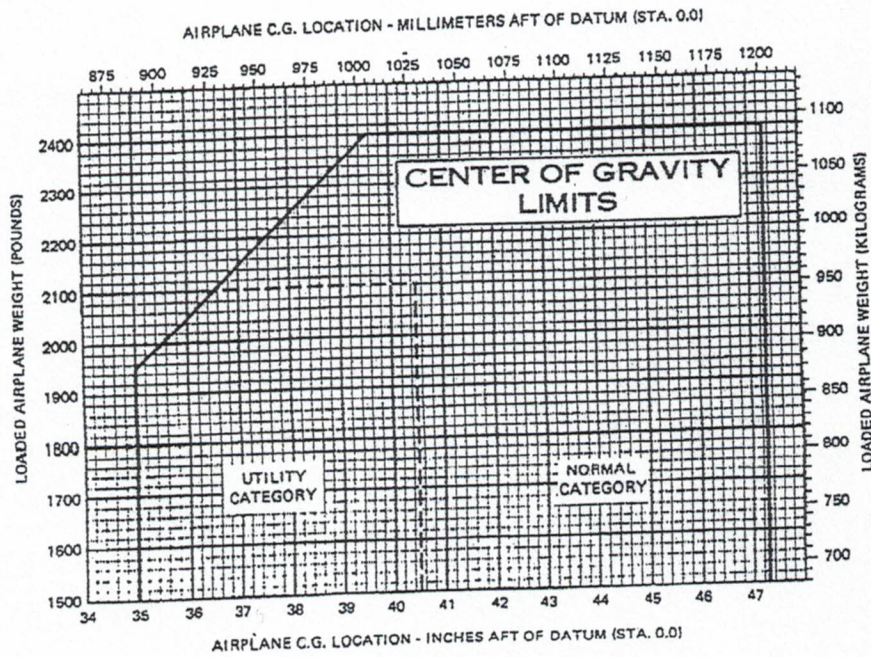 AIRPLANE C.G. LOCATION - MILLIMETERS AFT OF DATUM (STA. 0.0)
875 900 925 950 975 1000 1025 1050 1075 1100 1125 1150 1175 1200
LOADED AIRPLANE WEIGHT (POUNDS)
2400
2300
2200
2100
2000
1900
1800
1700
1600
1500
CENTER OF GRAVITY
LIMITS
UTILITY
CATEGORY
NORMAL
CATEGORY
1100
1050
1000
950
900
850
800
750
700
LOADED AIRPLANE WEIGHT (KILOGRAMS)
34 35 36 37 38 39 40 41 42 43 44 45 46 47
AIRPLANE C.G. LOCATION - INCHES AFT OF DATUM (STA. 0.0)